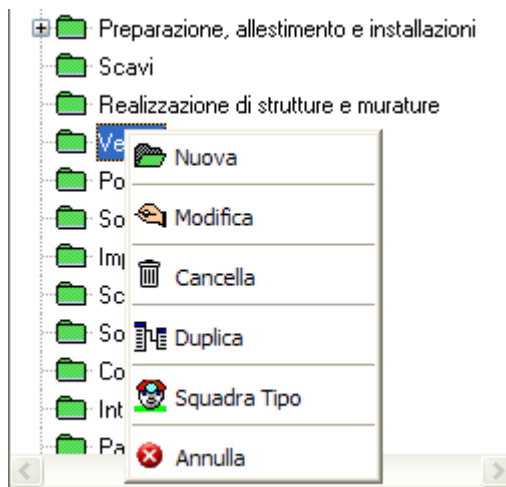 Preparazione, allestimento e installazioni
Scavi
Realizzazione di strutture e murature
Nuova
Modifica
Cancella
Duplica
Squadra Tipo
Annulla